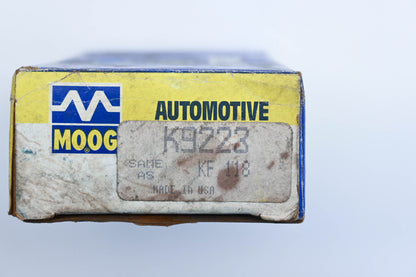 MOOG
AUTOMOTIVE
K9223
SAME AS KF 118
MADE IN USA